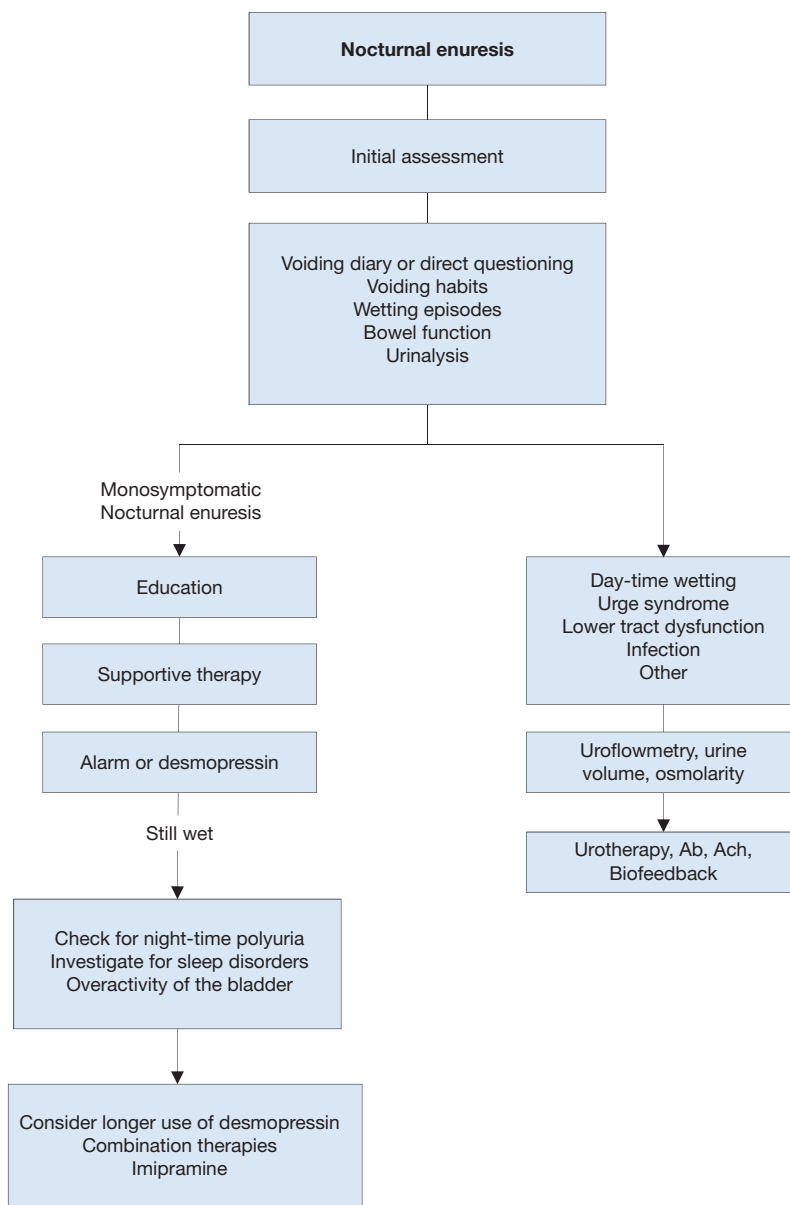 Nocturnal enuresis
Initial assessment
Voiding diary or direct questioning
Voiding habits
Wetting episodes
Bowel function
Urinalysis
Monosymptomatic
Nocturnal enuresis
Education
Supportive therapy
Alarm or desmopressin
Still wet
Check for night-time polyuria
Investigate for sleep disorders
Overactivity of the bladder
Consider longer use of desmopressin
Combination therapies
Imipramine
Day-time wetting
Urge syndrome
Lower tract dysfunction
Infection
Other
Uroflowmetry, urine
volume, osmolarity
Urotherapy, Ab, Ach,
Biofeedback